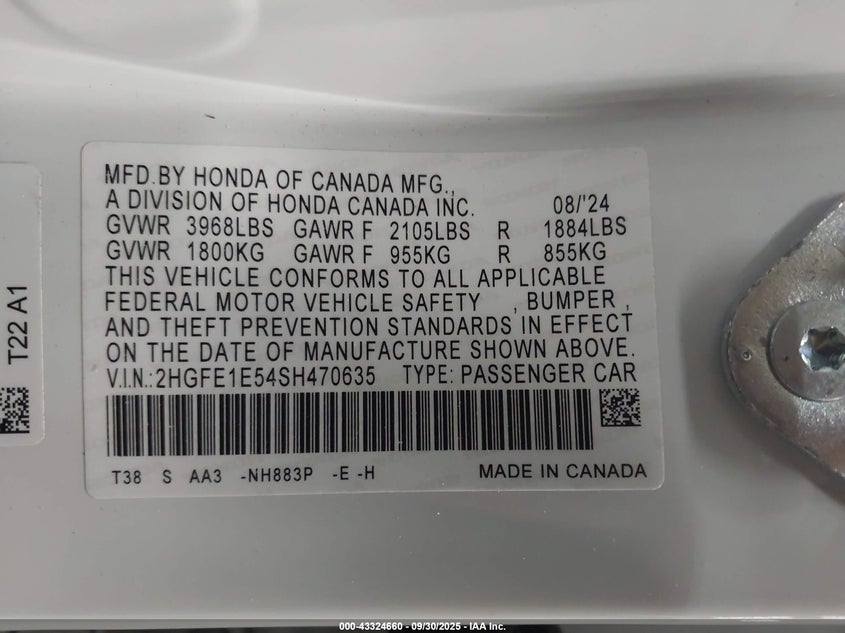 MFD.BY HONDA OF CANADA MFG.,
A DIVISION OF HONDA CANADA INC. 08/'24
GVWR 3968LBS GAWR F 2105LBS R 1884LBS
GVWR 1800KG GAWR F 955KG R 855KG
THIS VEHICLE CONFORMS TO ALL APPLICABLE
FEDERAL MOTOR VEHICLE SAFETY , BUMPER ,
AND THEFT PREVENTION STANDARDS IN EFFECT
ON THE DATE OF MANUFACTURE SHOWN ABOVE.
V.I.N.:2HGFE1E54SH470635 TYPE: PASSENGER CAR
T38 S AA3 -NH883P -E -H MADE IN CANADA
T22 A1
000-43324660 - 09/30/2025 - IAA Inc.